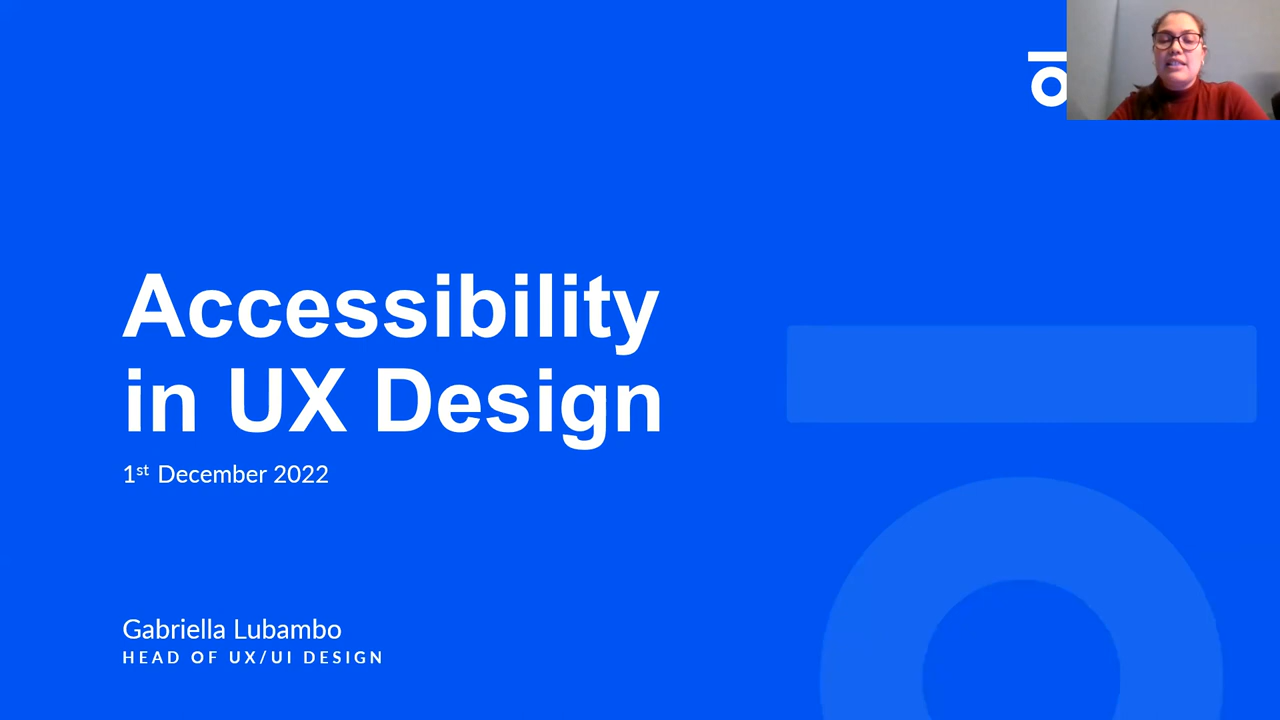 Accessibility
in UX Design
1st December 2022
Gabriella Lubambo
HEAD OF UX/UI DESIGN